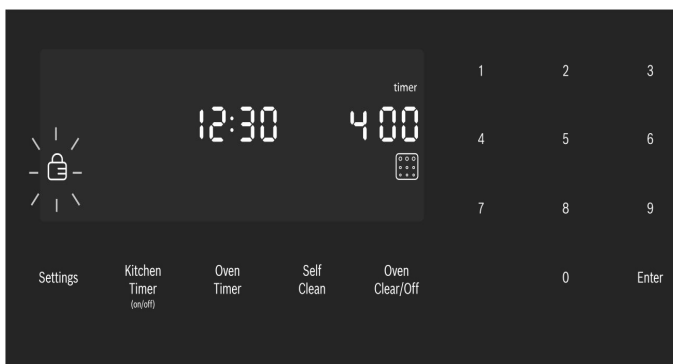 timer
12:30 400
1 2 3
4 5 6
7 8 9
0 Enter
Settings
Kitchen
Timer
(on/off)
Oven
Timer
Self
Clean
Oven
Clear/Off